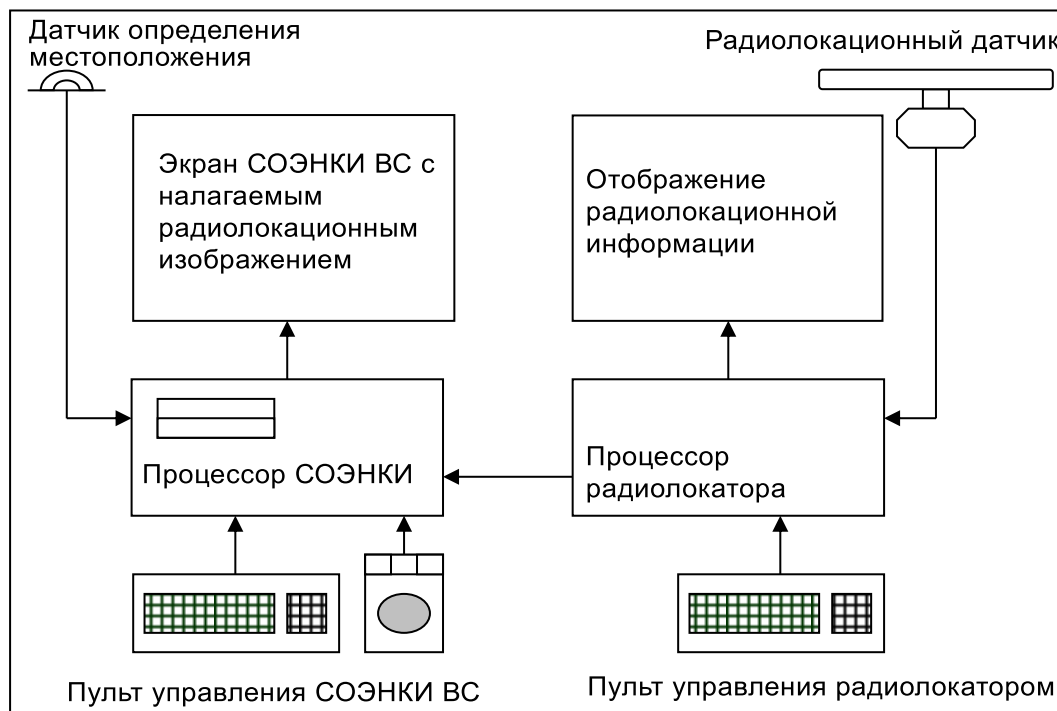 Датчик определения
местоположения
Радиолокационный датчик
Экран СОЭНКИ ВС с
налагаемым
радиолокационным
изображением
Отображение
радиолокационной
информации
Процессор СОЭНКИ
Процессор
радиолокатора
Пульт управления СОЭНКИ ВС
Пульт управления радиолокатором